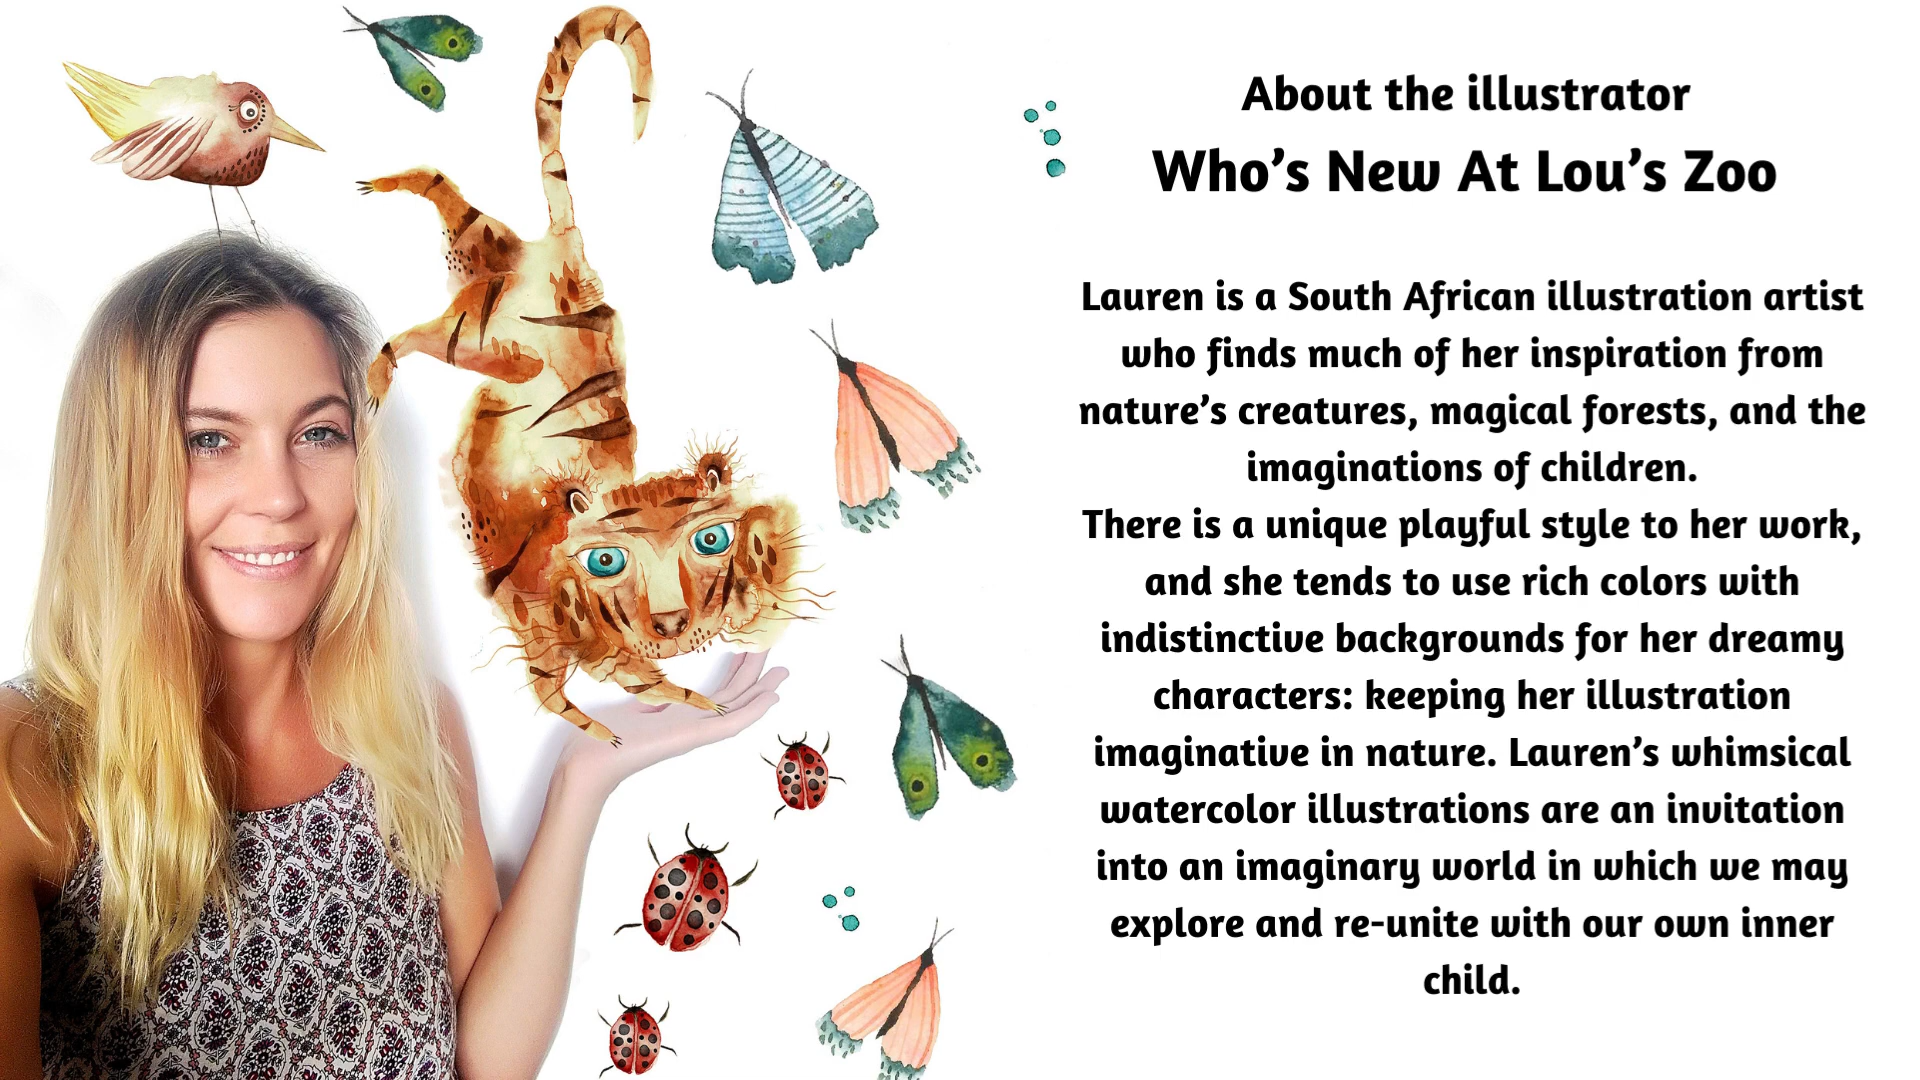 About the illustrator
Who’s New At Lou’s Zoo
Lauren is a South African illustration artist
who finds much of her inspiration from
nature’s creatures, magical forests, and the
imaginations of children.
There is a unique playful style to her work,
and she tends to use rich colors with
indistinctive backgrounds for her dreamy
characters: keeping her illustration
imaginative in nature. Lauren’s whimsical
watercolor illustrations are an invitation
into an imaginary world in which we may
explore and re-unite with our own inner
child.